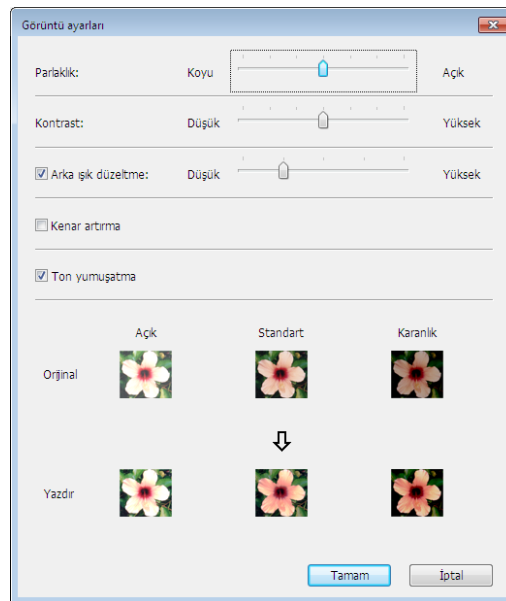 Görüntü ayarları
Parlaklık: Koyu Açık
Kontrast: Düşük Yüksek
Arka ışık düzeltme: Düşük Yüksek
Kenar artırma
Ton yumuşatma
Açık Standart Karanlık
Orijinal
Yazdır
Tamam İptal